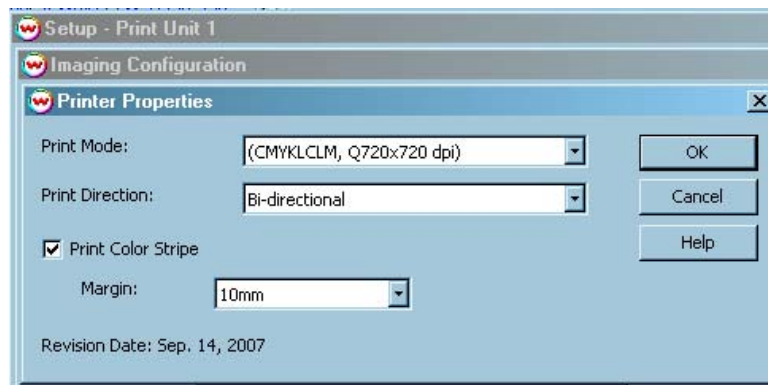 Setup - Print Unit 1
Imaging Configuration
Printer Properties
Print Mode: (CMYKLCLM, Q720x720 dpi) OK
Print Direction: Bi-directional Cancel
Print Color Stripe Help
Margin: 10mm
Revision Date: Sep. 14, 2007